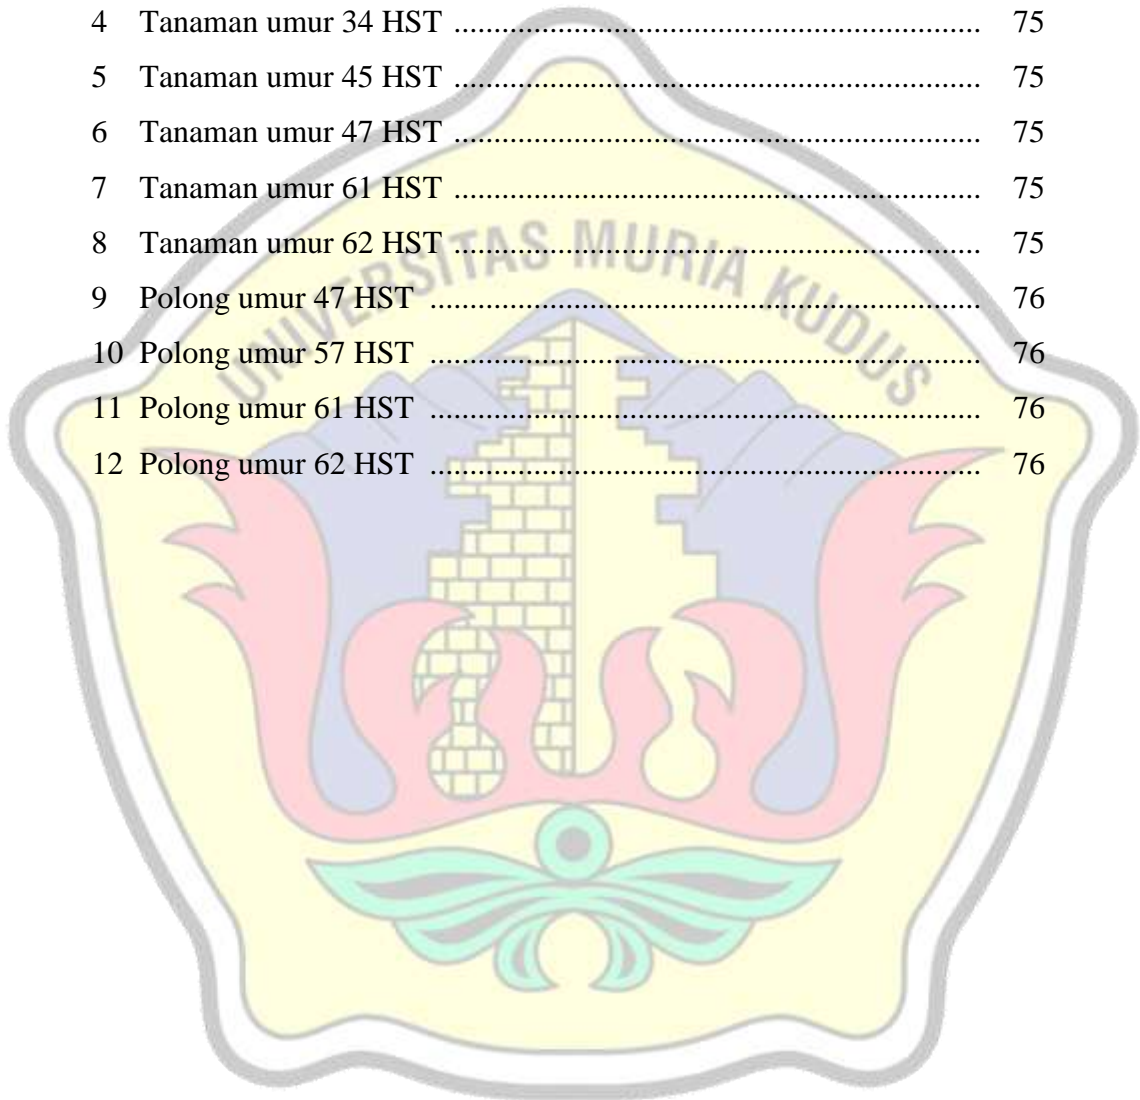 4 Tanaman umur 34 HST .................................................................. 75
5 Tanaman umur 45 HST .................................................................. 75
6 Tanaman umur 47 HST .................................................................. 75
7 Tanaman umur 61 HST .................................................................. 75
8 Tanaman umur 62 HST .................................................................. 75
UNIVERSITAS MURIA KUDUS
9 Polong umur 47 HST ..................................................................... 76
10 Polong umur 57 HST ..................................................................... 76
11 Polong umur 61 HST ..................................................................... 76
12 Polong umur 62 HST ..................................................................... 76